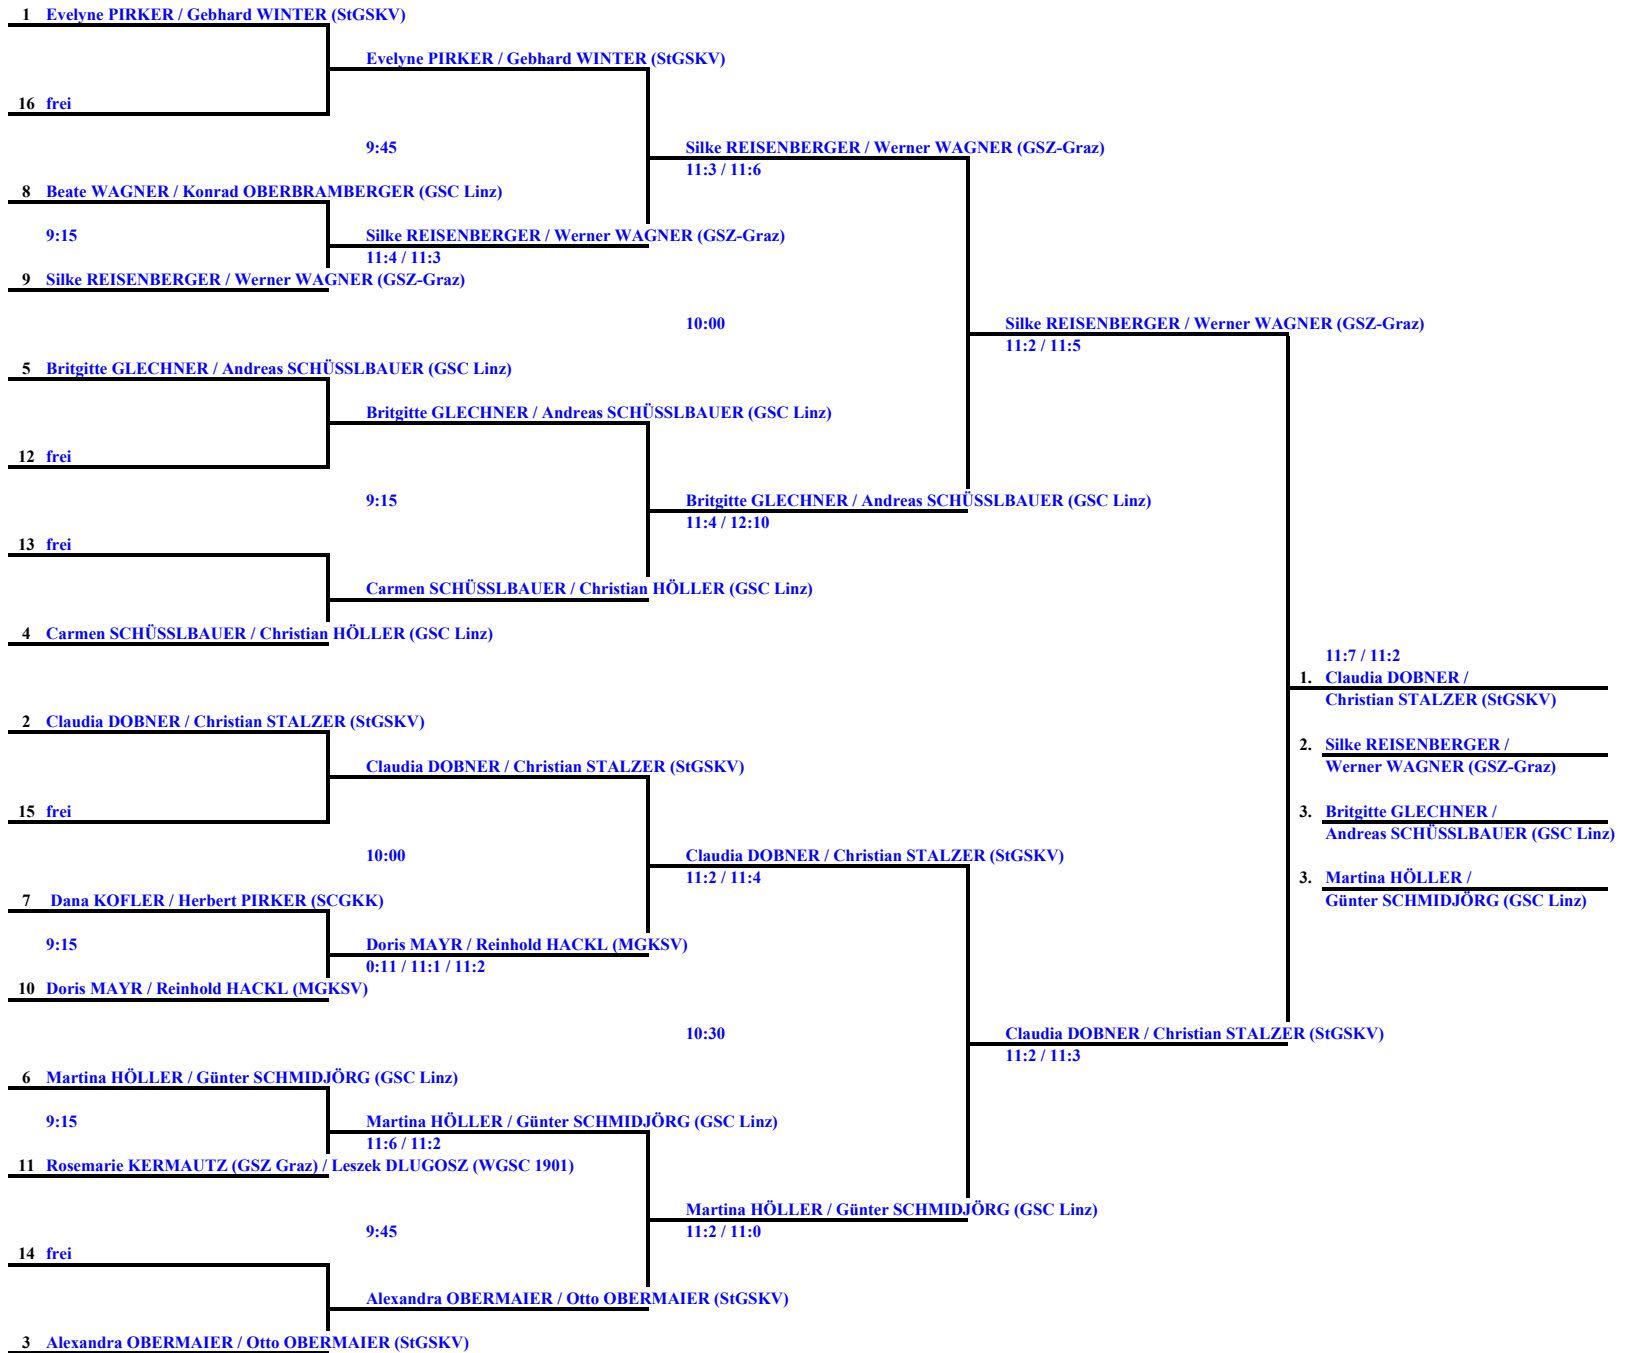 1 Evelyne PIRKER / Gebhard WINTER (StGSKV)
Evelyne PIRKER / Gebhard WINTER (StGSKV)
16 frei
9:45
Silke REISENBERGER / Werner WAGNER (GSZ-Graz)
11:3 / 11:6
8 Beate WAGNER / Konrad OBERBRAMBERGER (GSC Linz)
9:15
Silke REISENBERGER / Werner WAGNER (GSZ-Graz)
11:4 / 11:3
9 Silke REISENBERGER / Werner WAGNER (GSZ-Graz)
10:00
Silke REISENBERGER / Werner WAGNER (GSZ-Graz)
11:2 / 11:5
5 Britgitte GLECHNER / Andreas SCHÜSSLBAUER (GSC Linz)
Britgitte GLECHNER / Andreas SCHÜSSLBAUER (GSC Linz)
12 frei
9:15
Britgitte GLECHNER / Andreas SCHÜSSLBAUER (GSC Linz)
11:4 / 12:10
13 frei
Carmen SCHÜSSLBAUER / Christian HÖLLER (GSC Linz)
4 Carmen SCHÜSSLBAUER / Christian HÖLLER (GSC Linz)
11:7 / 11:2
1. Claudia DOBNER /
Christian STALZER (StGSKV)
2 Claudia DOBNER / Christian STALZER (StGSKV)
2. Silke REISENBERGER /
Werner WAGNER (GSZ-Graz)
Claudia DOBNER / Christian STALZER (StGSKV)
15 frei
3. Britgitte GLECHNER /
Andreas SCHÜSSLBAUER (GSC Linz)
10:00
Claudia DOBNER / Christian STALZER (StGSKV)
11:2 / 11:4
3. Martina HÖLLER /
Günter SCHMIDJÖRG (GSC Linz)
7 Dana KOFLER / Herbert PIRKER (SCGKK)
9:15
Doris MAYR / Reinhold HACKL (MGKSV)
0:11 / 11:1 / 11:2
10 Doris MAYR / Reinhold HACKL (MGKSV)
10:30
Claudia DOBNER / Christian STALZER (StGSKV)
11:2 / 11:3
6 Martina HÖLLER / Günter SCHMIDJÖRG (GSC Linz)
9:15
Martina HÖLLER / Günter SCHMIDJÖRG (GSC Linz)
11:6 / 11:2
11 Rosemarie KERMAUTZ (GSZ Graz) / Leszek DLUGOSZ (WGSC 1901)
9:45
Martina HÖLLER / Günter SCHMIDJÖRG (GSC Linz)
11:2 / 11:0
14 frei
Alexandra OBERMAIER / Otto OBERMAIER (StGSKV)
3 Alexandra OBERMAIER / Otto OBERMAIER (StGSKV)